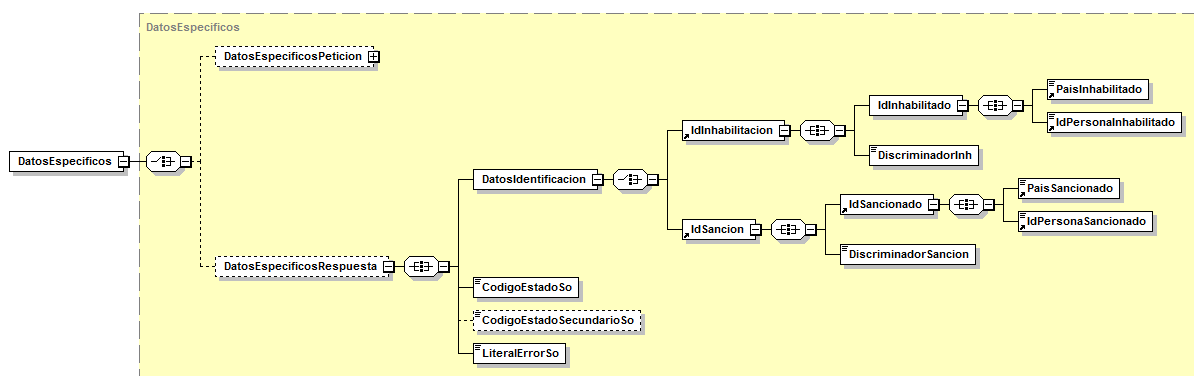 DatosEspecificos
DatosEspecificosPeticion
PaisInhabilitado
IdInhabilitado
IdPersonaInhabilitado
IdInhabilitacion
DiscriminadorInh
DatosEspecificos
DatosIdentificacion
PaisSancionado
IdSancionado
IdPersonaSancionado
IdSancion
DiscriminadorSancion
DatosEspecificosRespuesta
CodigoEstadoSo
CodigoEstadoSecundarioSo
LiteralErrorSo